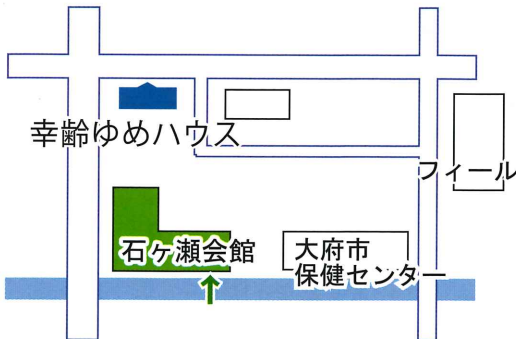 幸齢ゆめハウス
フィール
石ヶ瀬会館
大府市
保健センター